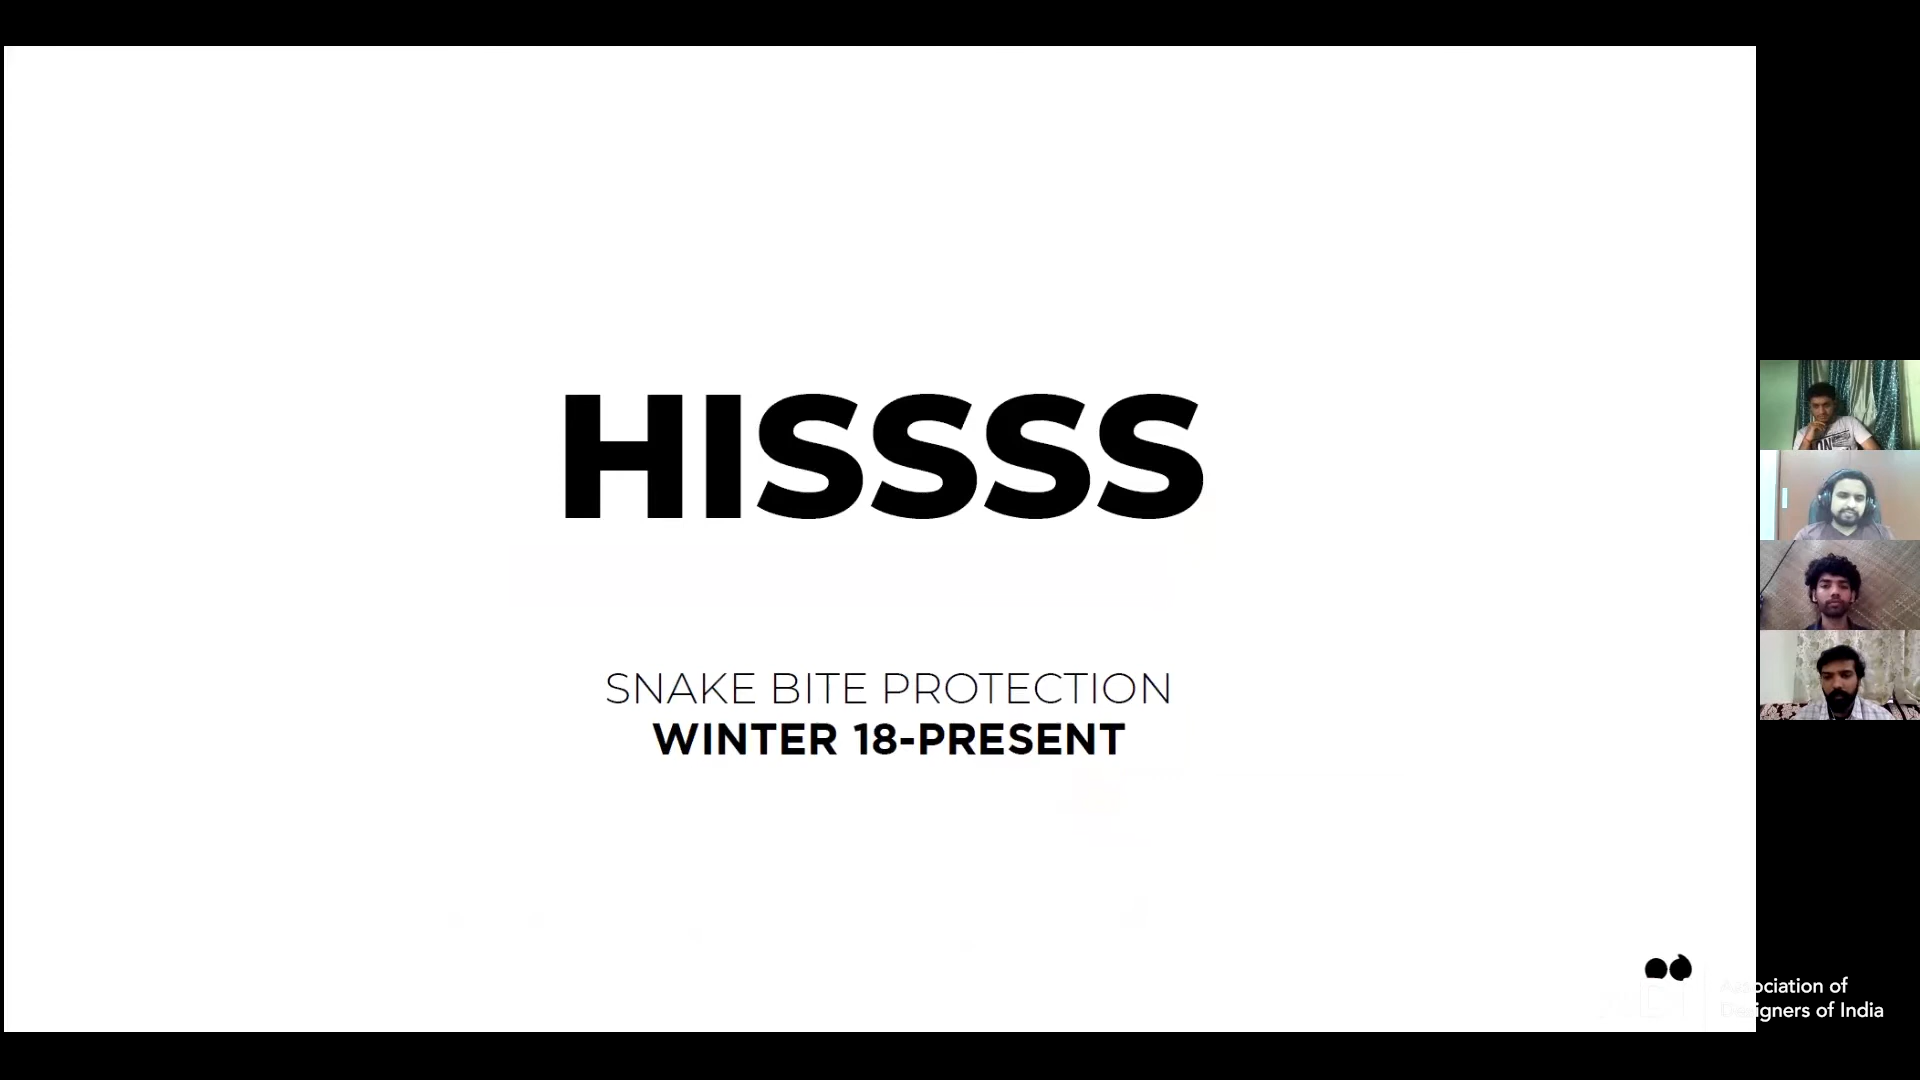 HISSSS
SNAKE BITE PROTECTION
WINTER 18-PRESENT
Association of
Designers of India